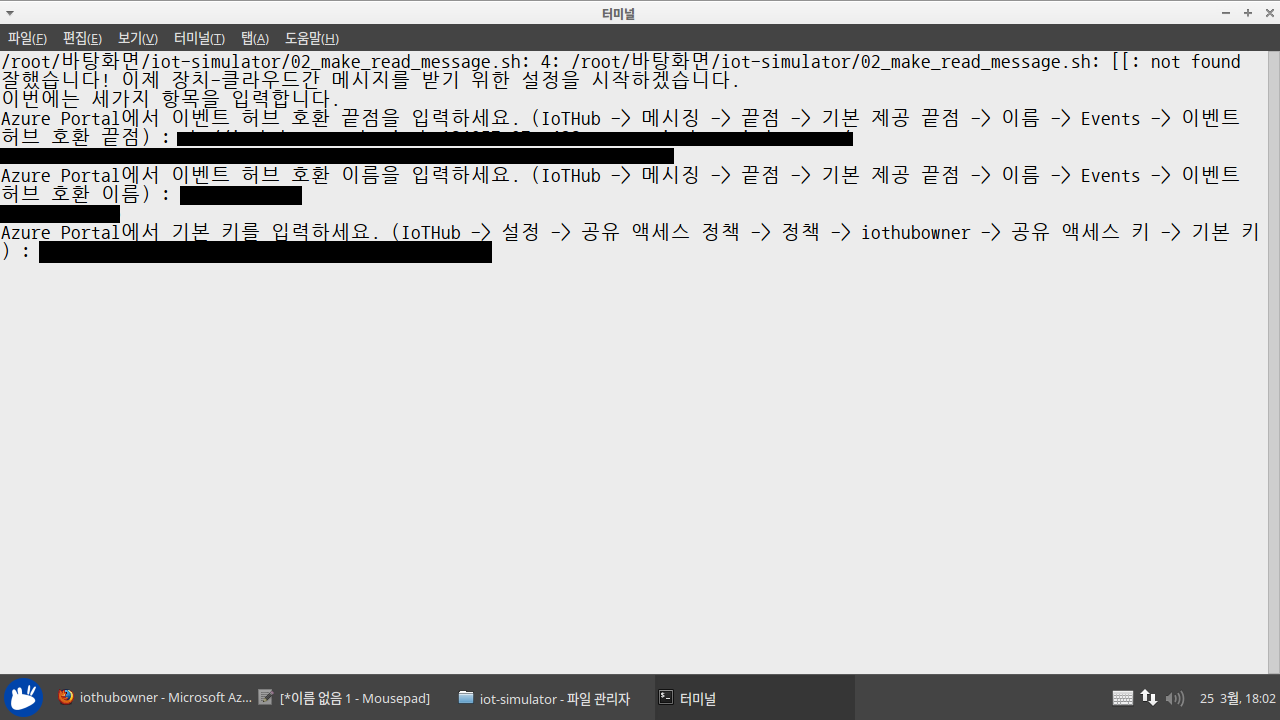 터미널
파일(F) 편집(E) 보기(V) 터미널(T) 탭(A) 도움말(H)
/root/바탕화면/iot-simulator/02_make_read_message.sh: 4: /root/바탕화면/iot-simulator/02_make_read_message.sh: [[: not found
잘했습니다! 이제 장치-클라우드간 메시지를 받기 위한 설정을 시작하겠습니다.
이번에는 세가지 항목을 입력합니다.
Azure Portal에서 이벤트 허브 호환 끝점을 입력하세요. (IoTHub -> 메시징 -> 끝점 -> 기본 제공 끝점 -> 이름 -> Events -> 이벤트
허브 호환 끝점) :
Azure Portal에서 이벤트 허브 호환 이름을 입력하세요. (IoTHub -> 메시징 -> 끝점 -> 기본 제공 끝점 -> 이름 -> Events -> 이벤트
허브 호환 이름) :
Azure Portal에서 기본 키를 입력하세요. (IoTHub -> 설정 -> 공유 액세스 정책 -> 정책 -> iothubowner -> 공유 액세스 키 -> 기본 키
) :
iothubowner - Microsoft Az... [*이름 없음 1 - Mousepad] iot-simulator - 파일 관리자 터미널 25 3월, 18:02